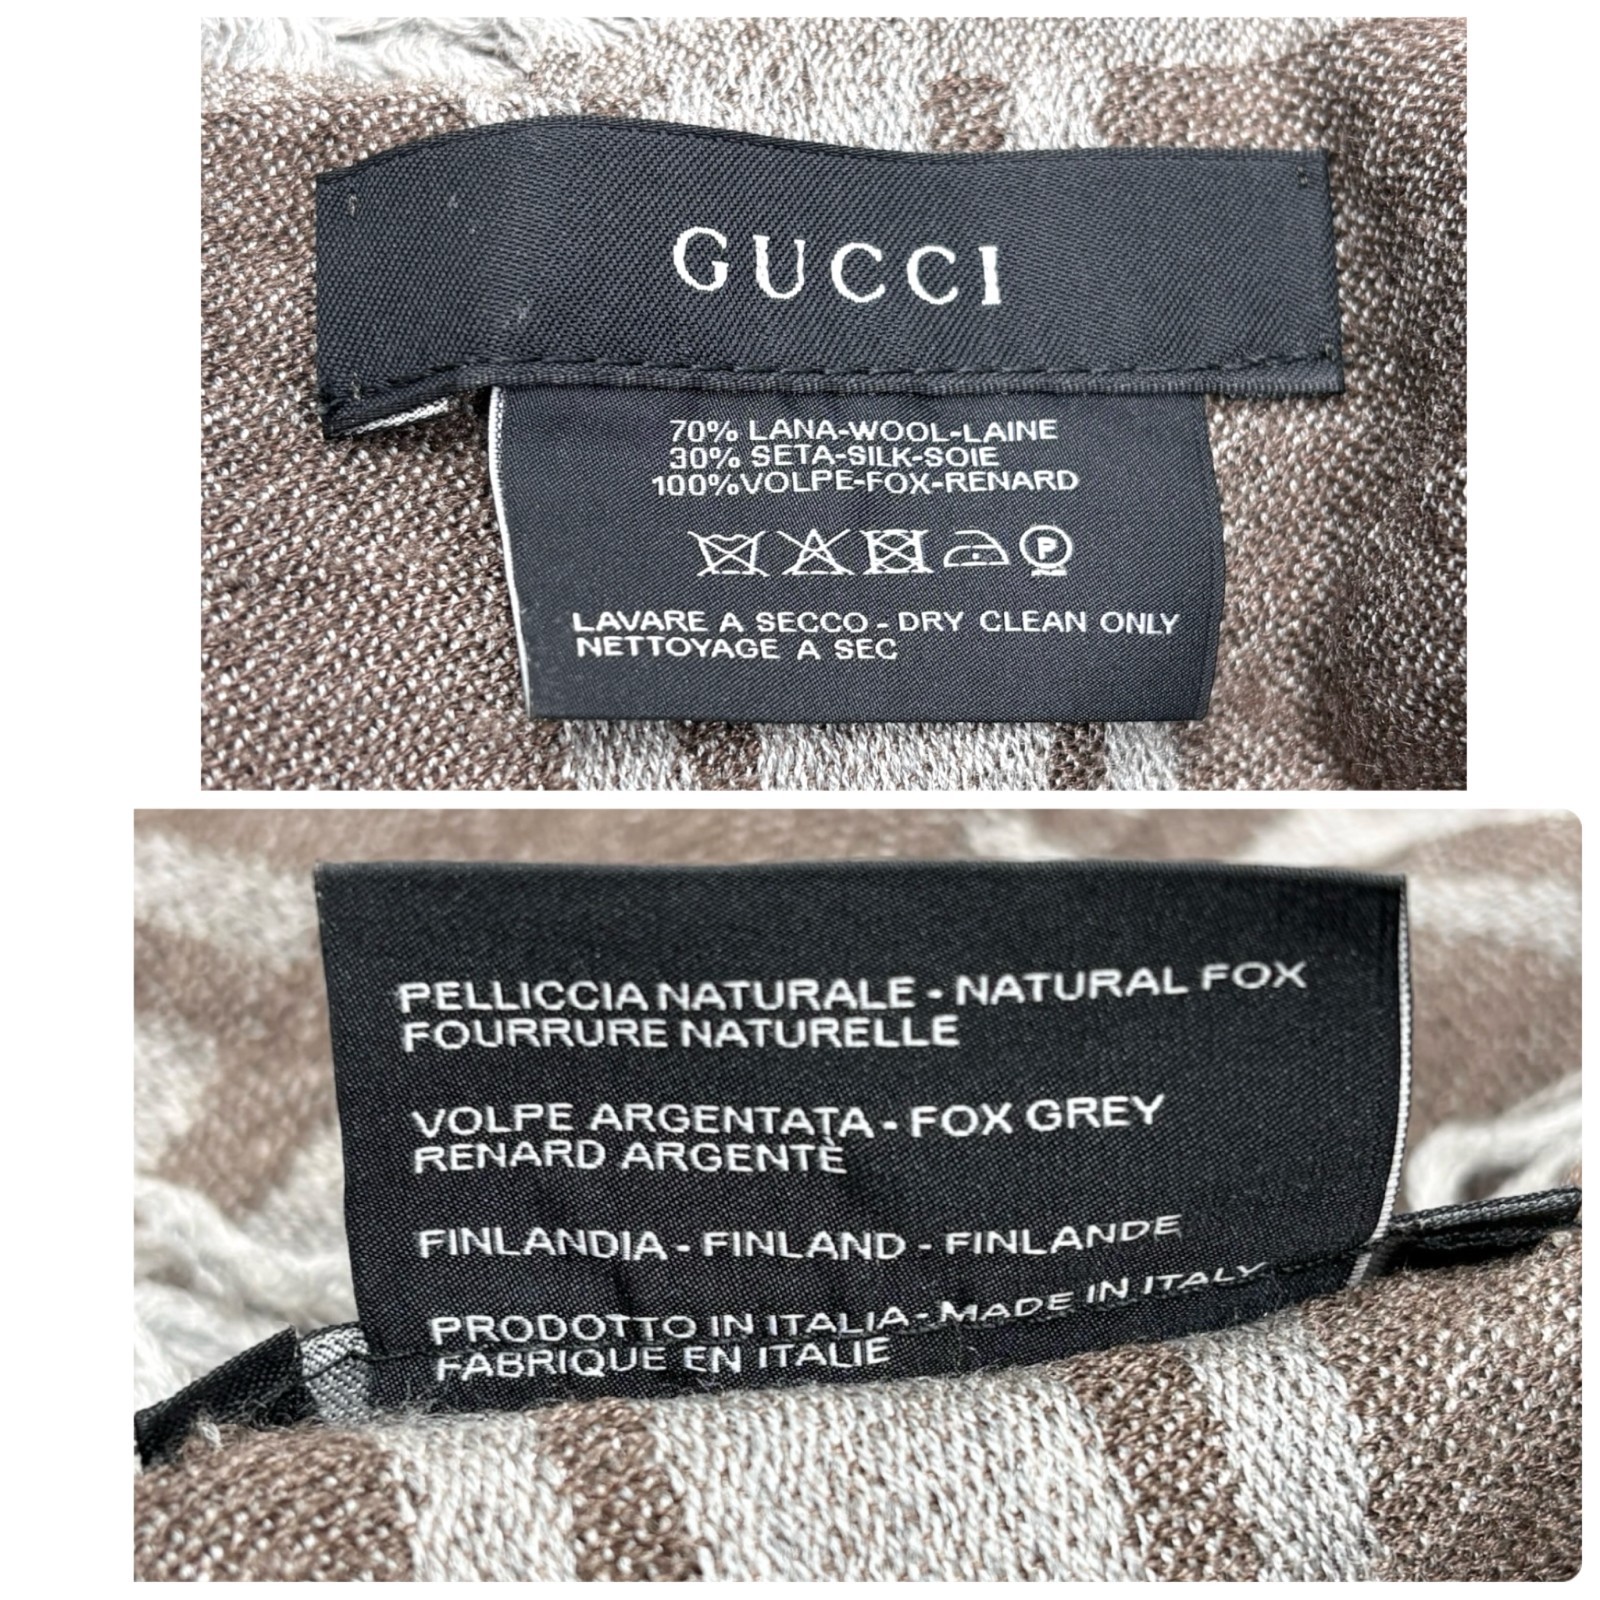 GUCCI
70% LANA-WOOL-LAINE
30% SETA-SILK-SOIE
100%VOLPE-FOX-RENARD
P
LAVARE A SECCO - DRY CLEAN ONLY
NETTOYAGE A SEC
PELLICCIA NATURALE - NATURAL FOX
FOURRURE NATURELLE
VOLPE ARGENTATA - FOX GREY
RENARD ARGENTÈ
FINLANDIA - FINLAND - FINLANDE
PRODOTTO IN ITALIA - MADE IN ITALY
FABRIQUE EN ITALIE